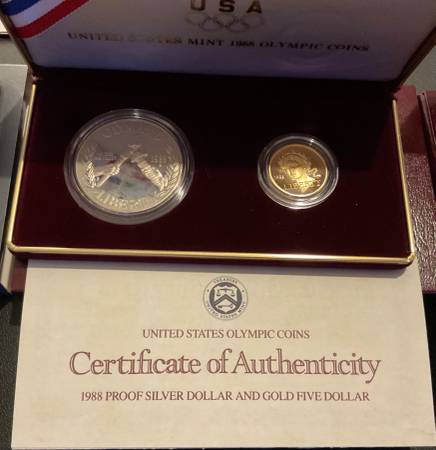 USA
UNITED STATES MINT 1988 OLYMPIC COINS
LIBERTY
LIBERTY
UNITED STATES OLYMPIC COINS
Certificate of Authenticity
1988 PROOF SILVER DOLLAR AND GOLD FIVE DOLLAR